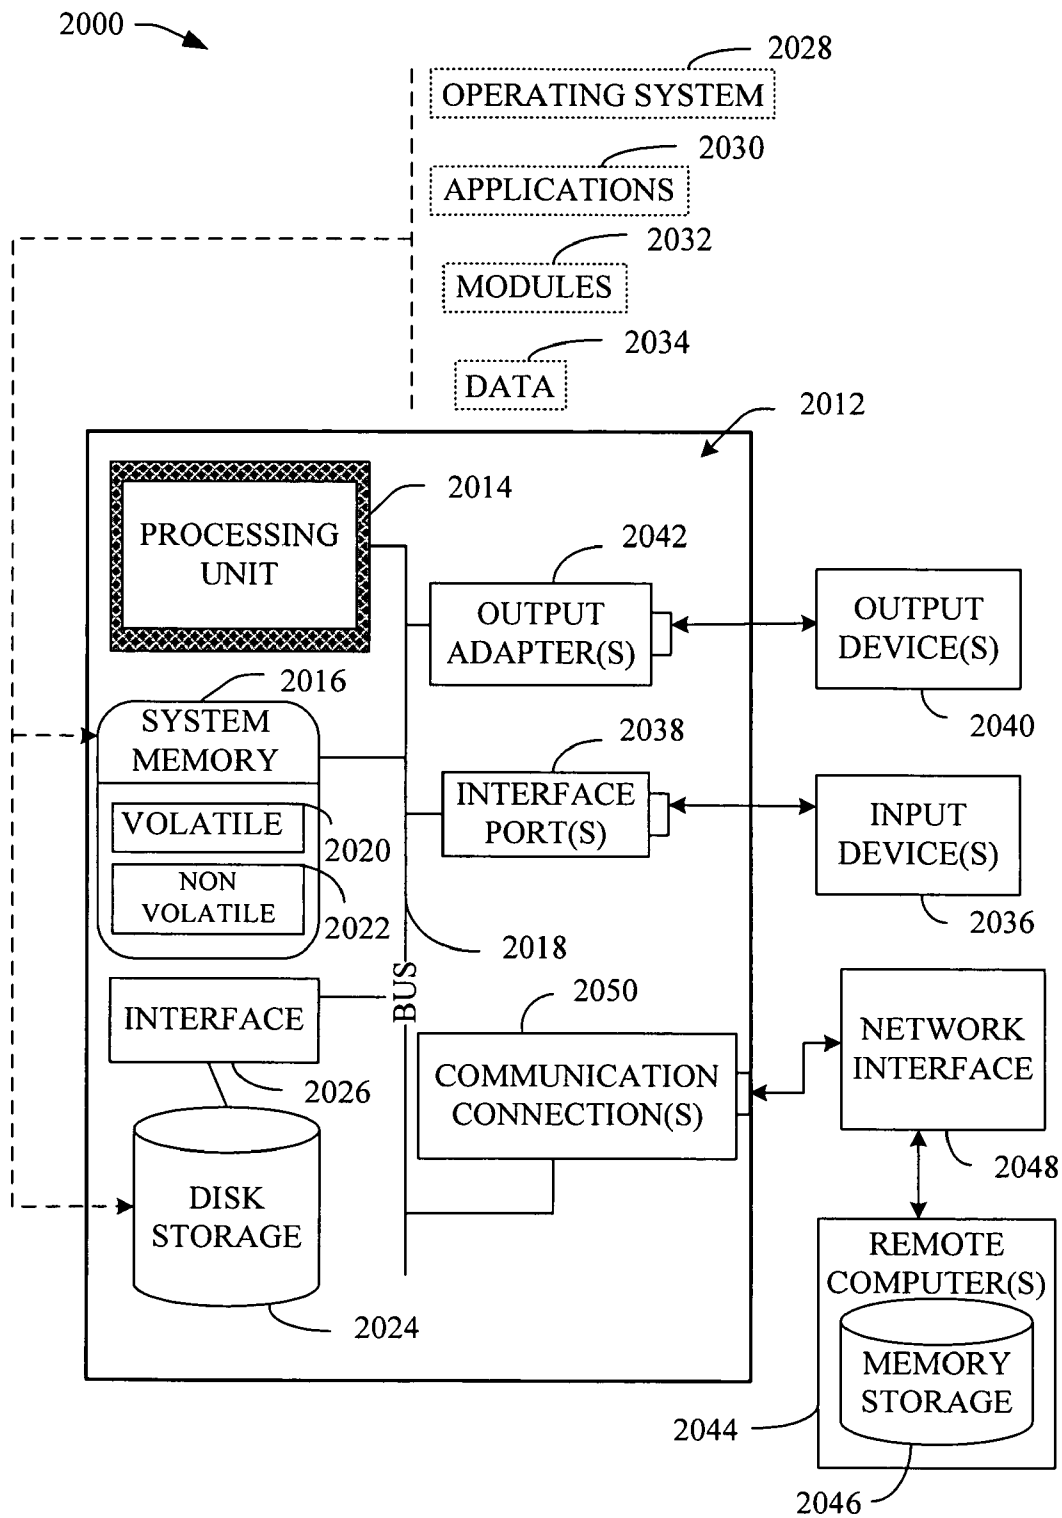 2000
2028
OPERATING SYSTEM
2030
APPLICATIONS
2032
MODULES
2034
DATA
2012
2014
PROCESSING
UNIT
2042
OUTPUT
ADAPTER(S)
OUTPUT
DEVICE(S)
2040
2016
SYSTEM
MEMORY
2038
INTERFACE
PORT(S)
INPUT
DEVICE(S)
2036
VOLATILE
2020
NON
VOLATILE
2022
2018
BUS
INTERFACE
2026
2050
COMMUNICATION
CONNECTION(S)
NETWORK
INTERFACE
2048
DISK
STORAGE
2024
REMOTE
COMPUTER(S)
MEMORY
STORAGE
2044
2046